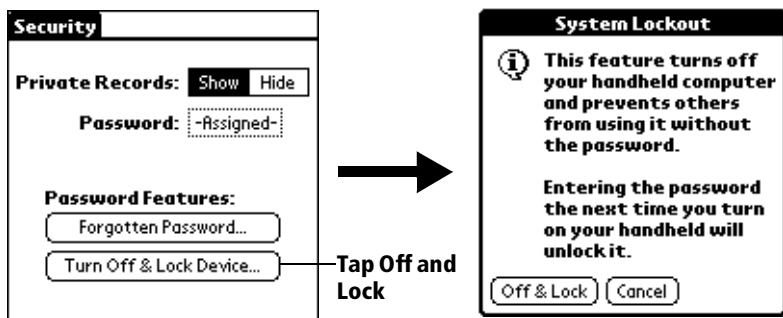 Security
Private Records: Show Hide
Password: -Assigned-
Password Features:
Forgotten Password...
Turn Off & Lock Device...
Tap Off and
Lock
System Lockout
This feature turns off
your handheld computer
and prevents others
from using it without
the password.
Entering the password
the next time you turn
on your handheld will
unlock it.
Off & Lock Cancel